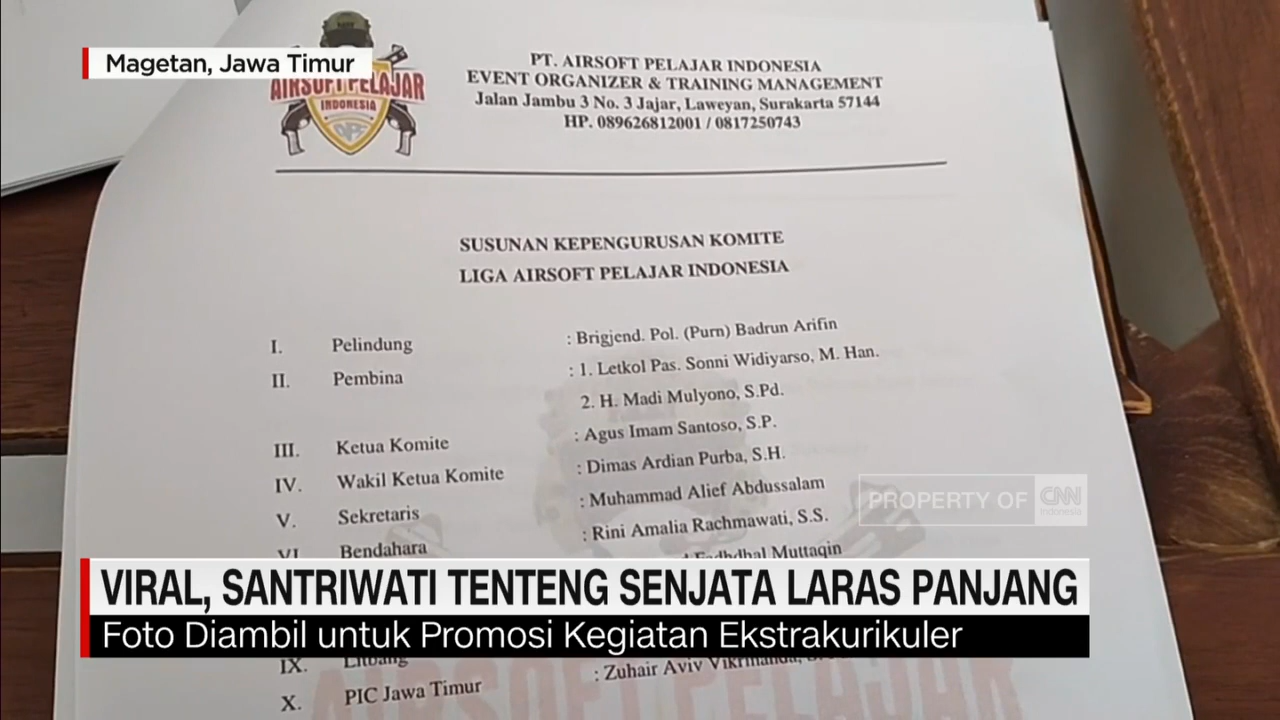 Magetan, Jawa Timur
AIRSOFT PELAJAR
INDONESIA
PT. AIRSOFT PELAJAR INDONESIA
EVENT ORGANIZER & TRAINING MANAGEMENT
Jalan Jambu 3 No. 3 Jajar, Laweyan, Surakarta 57144
HP. 089626812001 / 0817250743
SUSUNAN KEPENGURUSAN KOMITE
LIGA AIRSOFT PELAJAR INDONESIA
I. Pelindung : Brigjend. Pol. (Purn) Badrun Arifin
II. Pembina : 1. Letkol Pas. Sonni Widiyarso, M. Han.
2. H. Madi Mulyono, S.Pd.
III. Ketua Komite : Agus Imam Santoso, S.P.
IV. Wakil Ketua Komite : Dimas Ardian Purba, S.H.
V. Sekretaris : Muhammad Alief Abdussalam
VI. Bendahara : Rini Amalia Rachmawati, S.S.
Fadhdhal Muttaqin
PROPERTY OF CNN Indonesia
VIRAL, SANTRIWATI TENTENG SENJATA LARAS PANJANG
Foto Diambil untuk Promosi Kegiatan Ekstrakurikuler
IX. Litbang : Zuhair Aviv
X. PIC Jawa Timur
AIRSOFT PELAJAR